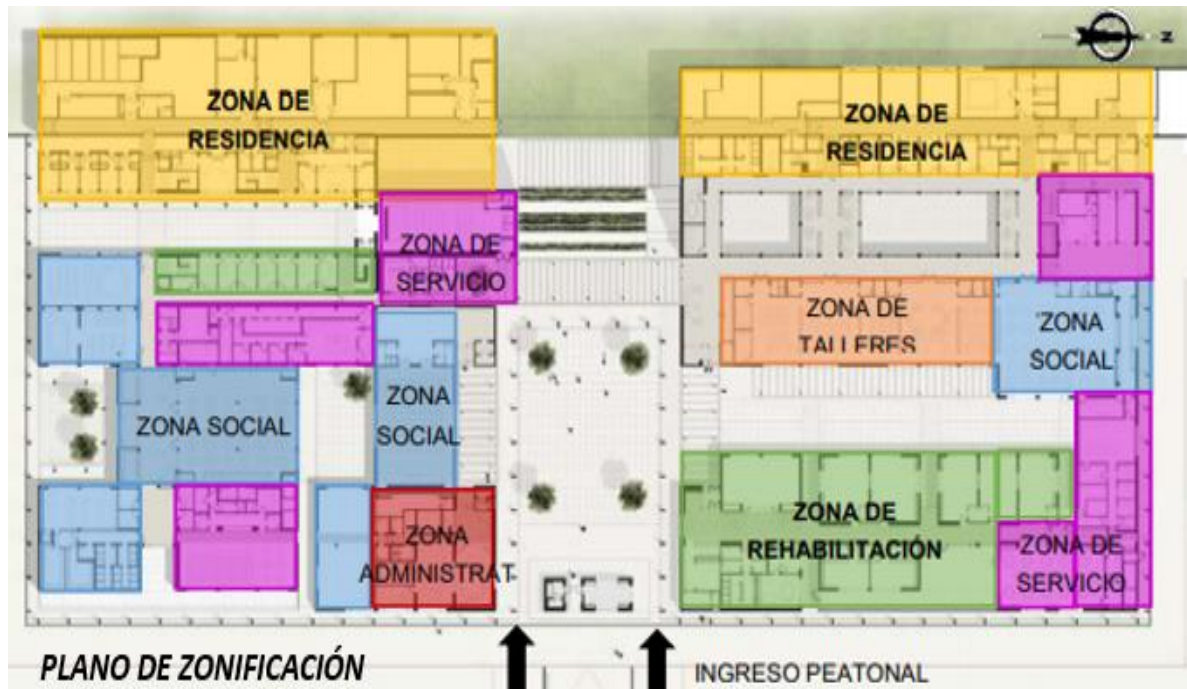 N
ZONA DE
RESIDENCIA
ZONA DE
RESIDENCIA
ZONA DE
SERVICIO
ZONA DE
TALLERES
ZONA
SOCIAL
ZONA
SOCIAL
ZONA SOCIAL
ZONA DE
REHABILITACIÓN
ZONA
ADMINISTRAT
ZONA DE
SERVICIO
PLANO DE ZONIFICACIÓN
INGRESO PEATONAL